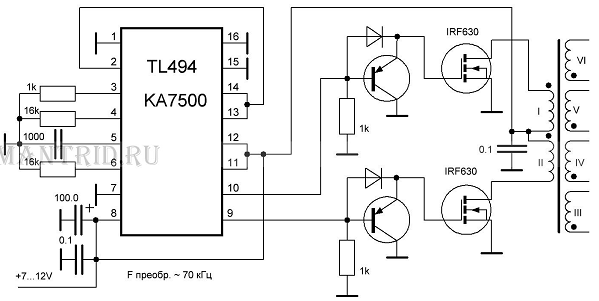 IRF630
1
16
TL494
2
15
VI
1k
3
14
KA7500
I
16k
4
13
V
1000
5
12
1k
0.1
MANTRID.RU
16k
6
11
II
IV
7
10
IRF630
100.0
+
8
9
III
0.1
1k
+7...12V
F преобр. ~ 70 кГц